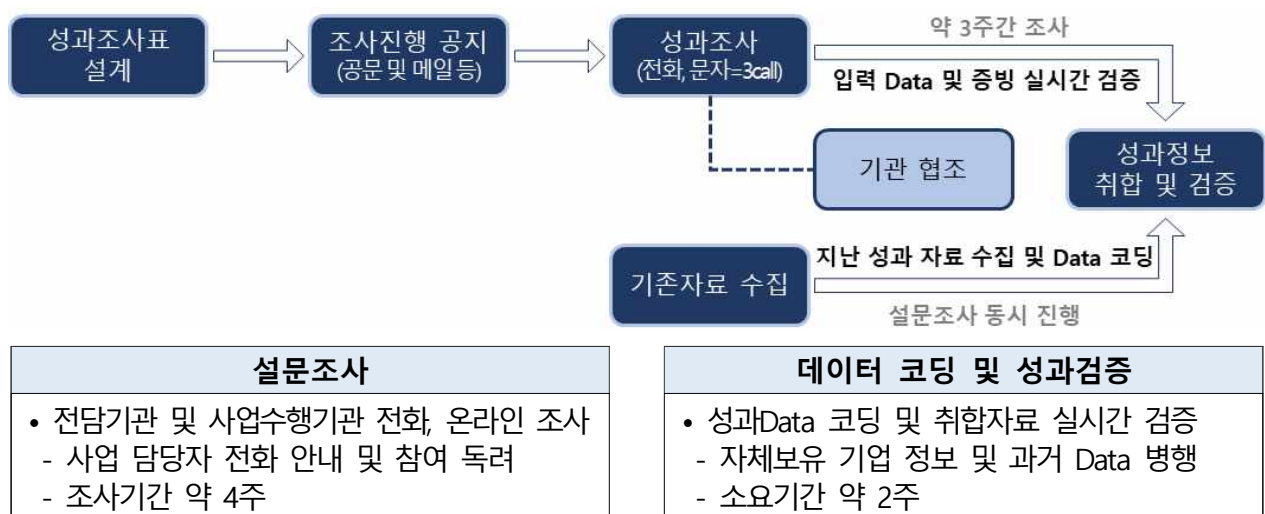 성과조사표
설계
조사진행 공지
(공문 및 메일등)
성과조사
(전화, 문자=3call)
약 3주간 조사
입력 Data 및 증빙 실시간 검증
기관 협조
성과정보
취합 및 검증
기존자료 수집
지난 성과 자료 수집 및 Data 코딩
설문조사 동시 진행
설문조사
• 전담기관 및 사업수행기관 전화, 온라인 조사
- 사업 담당자 전화 안내 및 참여 독려
- 조사기간 약 4주
데이터 코딩 및 성과검증
• 성과Data 코딩 및 취합자료 실시간 검증
- 자체보유 기업 정보 및 과거 Data 병행
- 소요기간 약 2주